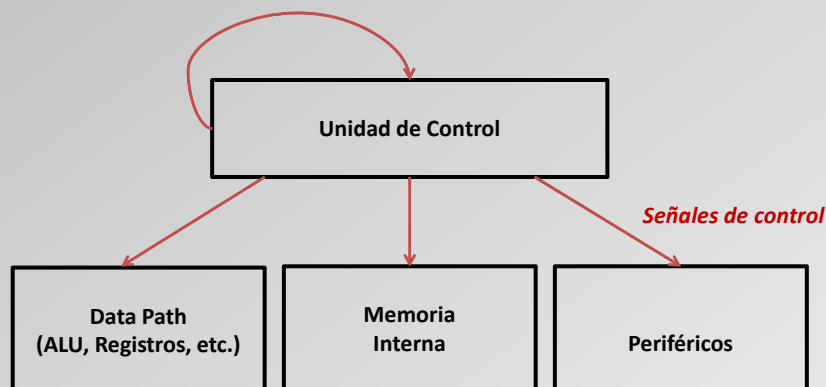 Unidad de Control
Señales de control
Data Path
(ALU, Registros, etc.)
Memoria
Interna
Periféricos